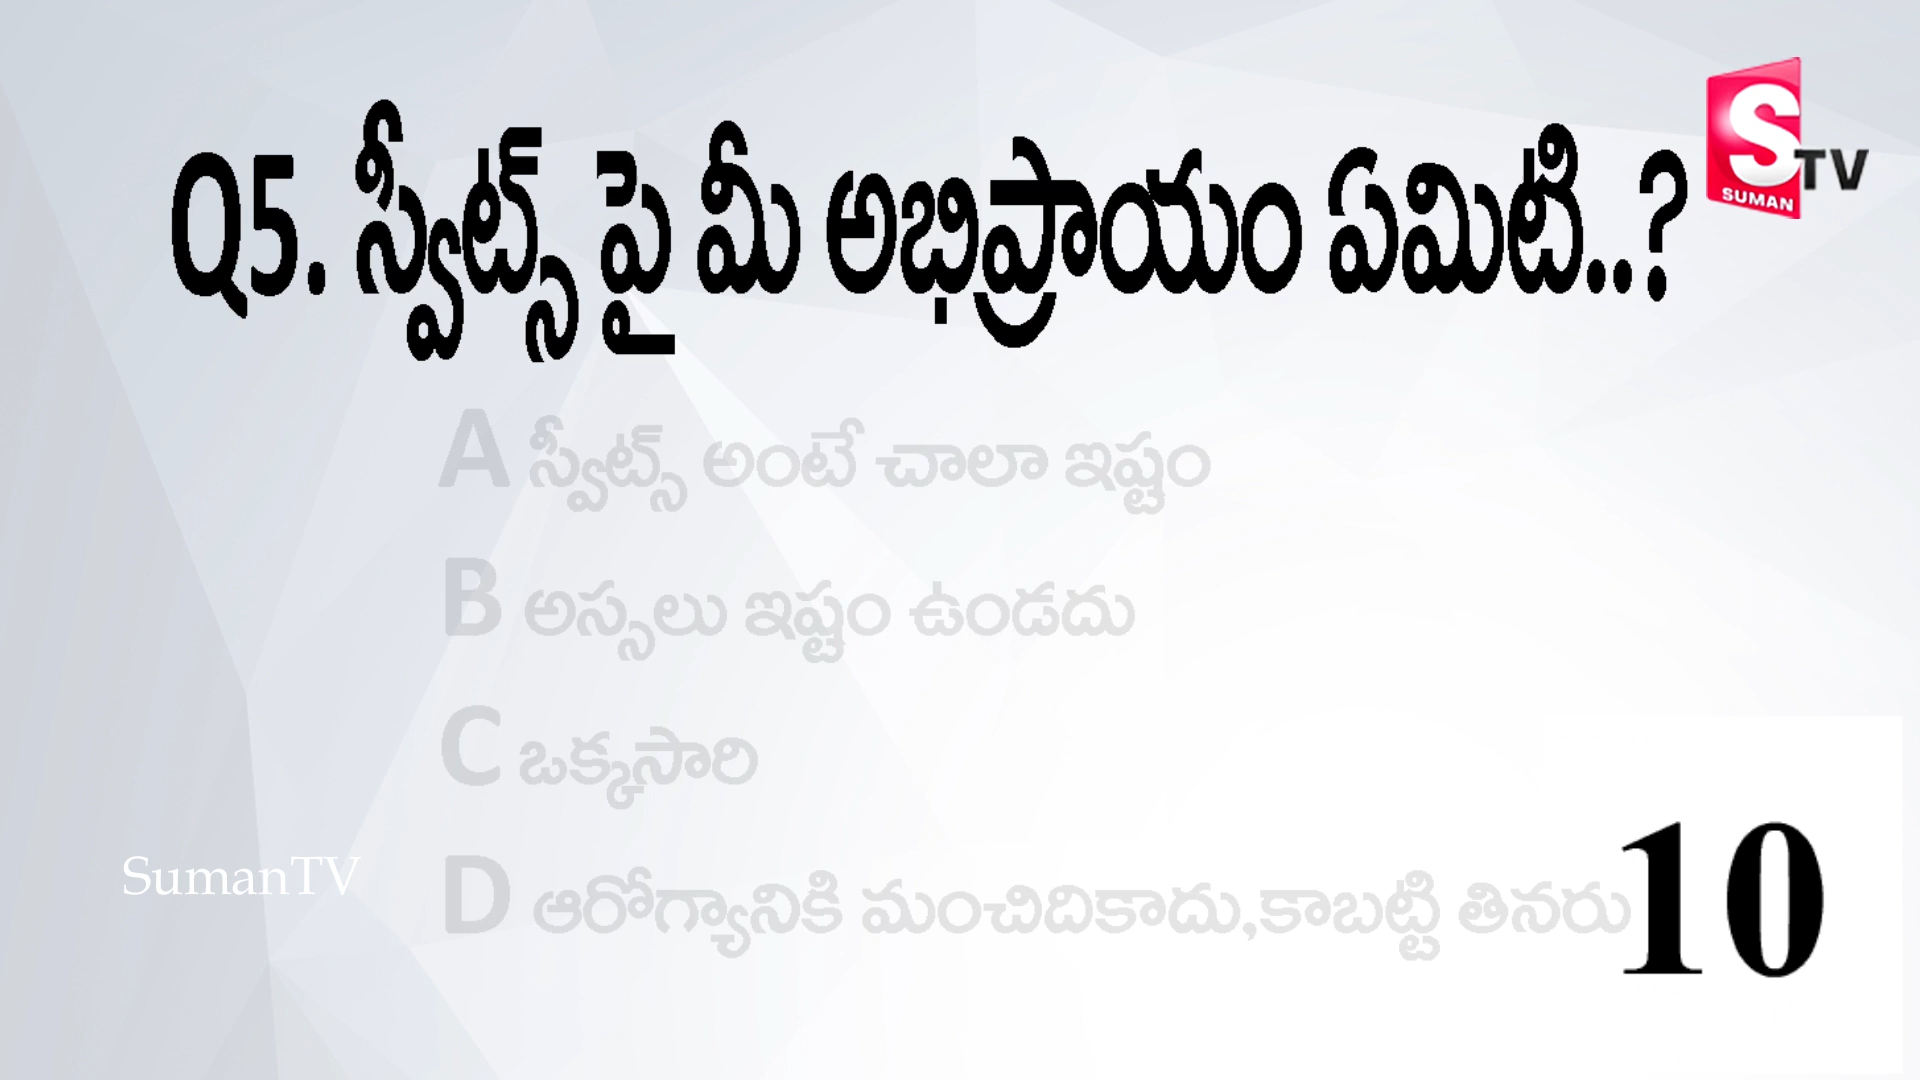 Q5. స్వీట్స్ పై మీ అభిప్రాయం ఏమిటి..?
S TV
SUMAN
A స్వీట్స్ అంటే చాలా ఇష్టం
B అస్సలు ఇష్టం ఉండదు
C ఒక్కసారి
SumanTV
D ఆరోగ్యానికి మంచిదికాదు,కాబట్టి తినరు
10